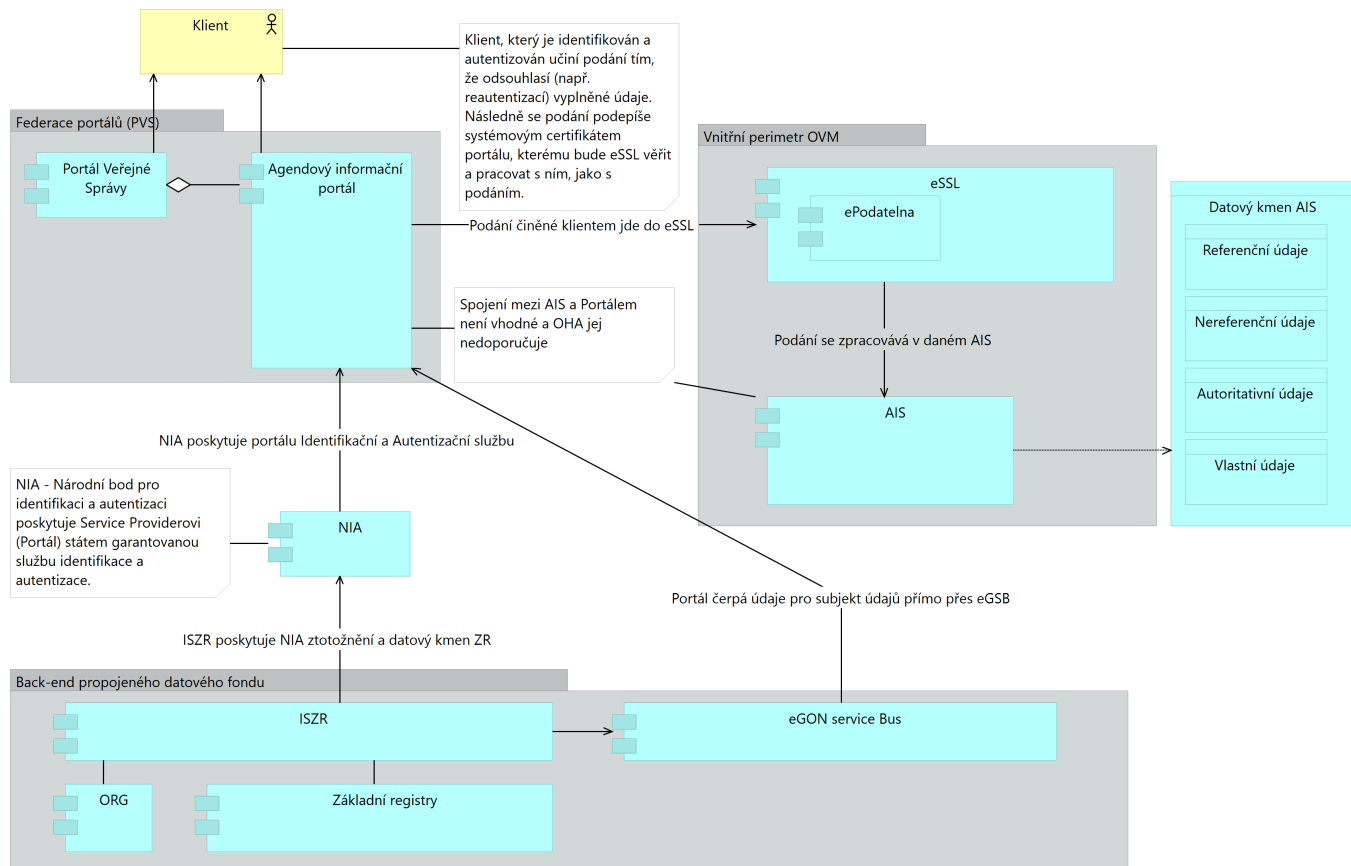 Klient
Klient, který je identifikován a
autentizován učiní podání tím,
že odsouhlasí (např.
reautentizací) vyplněné údaje.
Následně se podání podepíše
systémovým certifikátem
portálu, kterému bude eSSL věřit
a pracovat s ním, jako s
podáním.
Federace portálů (PVS)
Portál Veřejné
Správy
Agendový informační
portál
Vnitřní perimetr OVM
eSSL
ePodatelna
Podání činěné klientem jde do eSSL
Datový kmen AIS
Referenční údaje
Nereferenční údaje
Autoritativní údaje
Vlastní údaje
Spojení mezi AIS a Portálem
není vhodné a OHA jej
nedoporučuje
Podání se zpracovává v daném AIS
AIS
NIA poskytuje portálu Identifikační a Autentizační službu
NIA - Národní bod pro
identifikaci a autentizaci
poskytuje Service Providerovi
(Portál) státem garantovanou
službu identifikace a
autentizace.
NIA
Portál čerpá údaje pro subjekt údajů přímo přes eGSB
ISZR poskytuje NIA ztotožnění a datový kmen ZR
Back-end propojeného datového fondu
ISZR
eGON service Bus
ORG
Základní registry